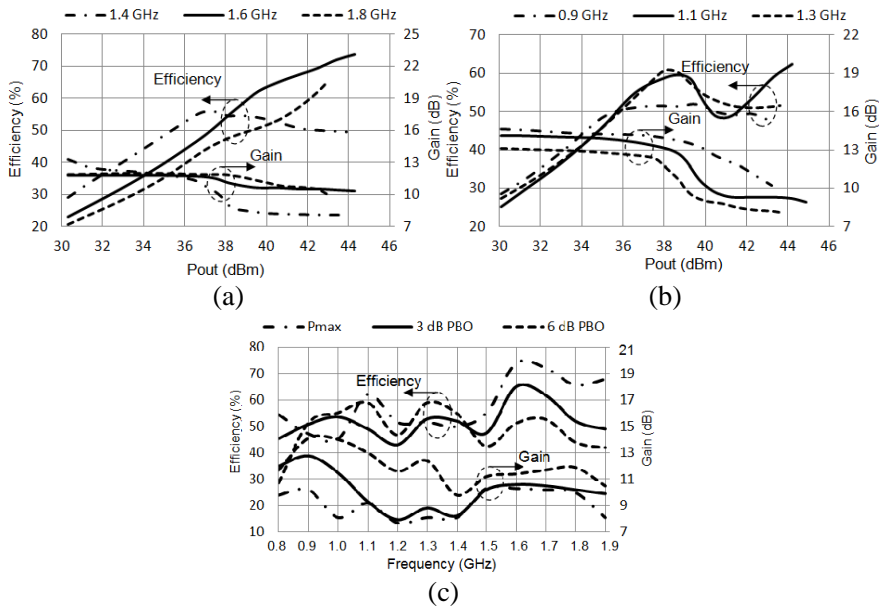 1.4 GHz 1.6 GHz 1.8 GHz
Efficiency (%)
80
70
60
50
40
30
20
25
22
19
16
13
10
7
Gain (dB)
Efficiency
Gain
30 32 34 36 38 40 42 44 46
Pout (dBm)
(a)
0.9 GHz 1.1 GHz 1.3 GHz
Efficiency (%)
70
60
50
40
30
20
22
19
16
13
10
7
Gain (dB)
Efficiency
Gain
30 32 34 36 38 40 42 44 46
Pout (dBm)
(b)
Pmax 3 dB PBO 6 dB PBO
Efficiency (%)
80
70
60
50
40
30
20
10
21
19
17
15
13
11
9
7
Gain (dB)
Efficiency
Gain
0.8 0.9 1.0 1.1 1.2 1.3 1.4 1.5 1.6 1.7 1.8 1.9
Frequency (GHz)
(c)